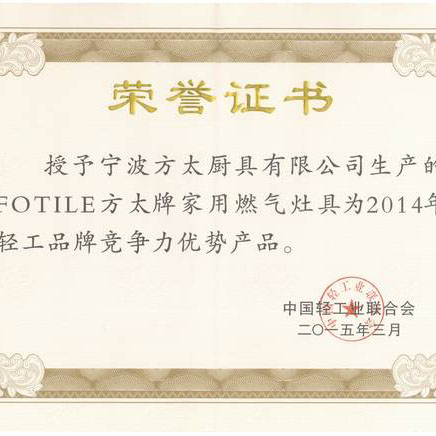 荣誉证书
授予宁波方太厨具有限公司生产的
FOTILE方太牌家用燃气灶具为2014年
轻工品牌竞争力优势产品。
中国轻工业联合会
二〇一五年三月